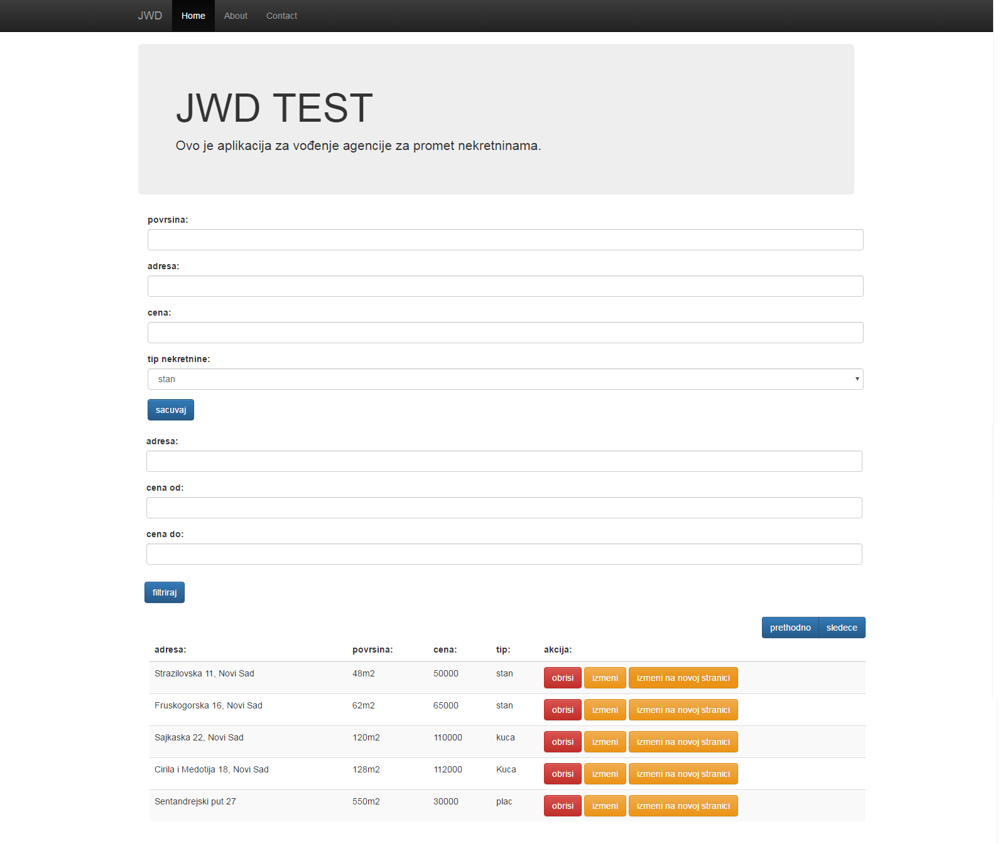 JWD Home About Contact
JWD TEST
Ovo je aplikacija za vođenje agencije za promet nekretninama.
povrsina:
adresa:
cena:
tip nekretnine:
stan
sacuvaj
adresa:
cena od:
cena do:
filtriraj
prethodno sledece
adresa: povrsina: cena: tip: akcija:
Strazilovska 11, Novi Sad 48m2 50000 stan obrisi izmeni izmeni na novoj stranici
Fruskogorska 16, Novi Sad 62m2 65000 stan obrisi izmeni izmeni na novoj stranici
Sajkaska 22, Novi Sad 120m2 110000 kuca obrisi izmeni izmeni na novoj stranici
Cirila i Medotija 18, Novi Sad 128m2 112000 Kuca obrisi izmeni izmeni na novoj stranici
Sentandrejski put 27 550m2 30000 plac obrisi izmeni izmeni na novoj stranici